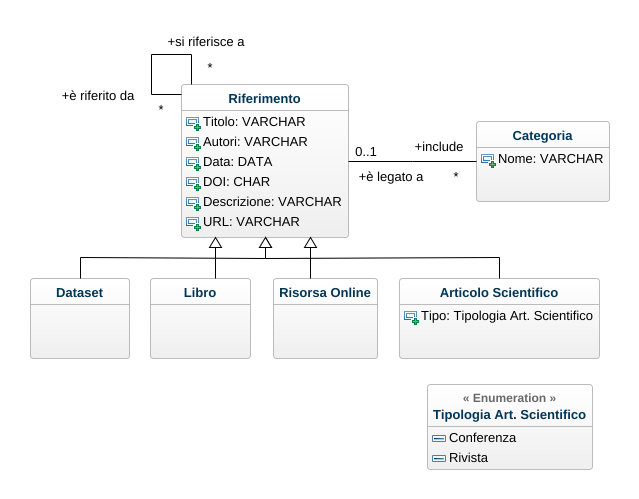 +si riferisce a
*
+è riferito da
*
Riferimento
Titolo: VARCHAR
Autori: VARCHAR
Data: DATA
DOI: CHAR
Descrizione: VARCHAR
URL: VARCHAR
0..1
+include
+è legato a
*
Categoria
Nome: VARCHAR
Dataset
Libro
Risorsa Online
Articolo Scientifico
Tipo: Tipologia Art. Scientifico
« Enumeration »
Tipologia Art. Scientifico
Conferenza
Rivista